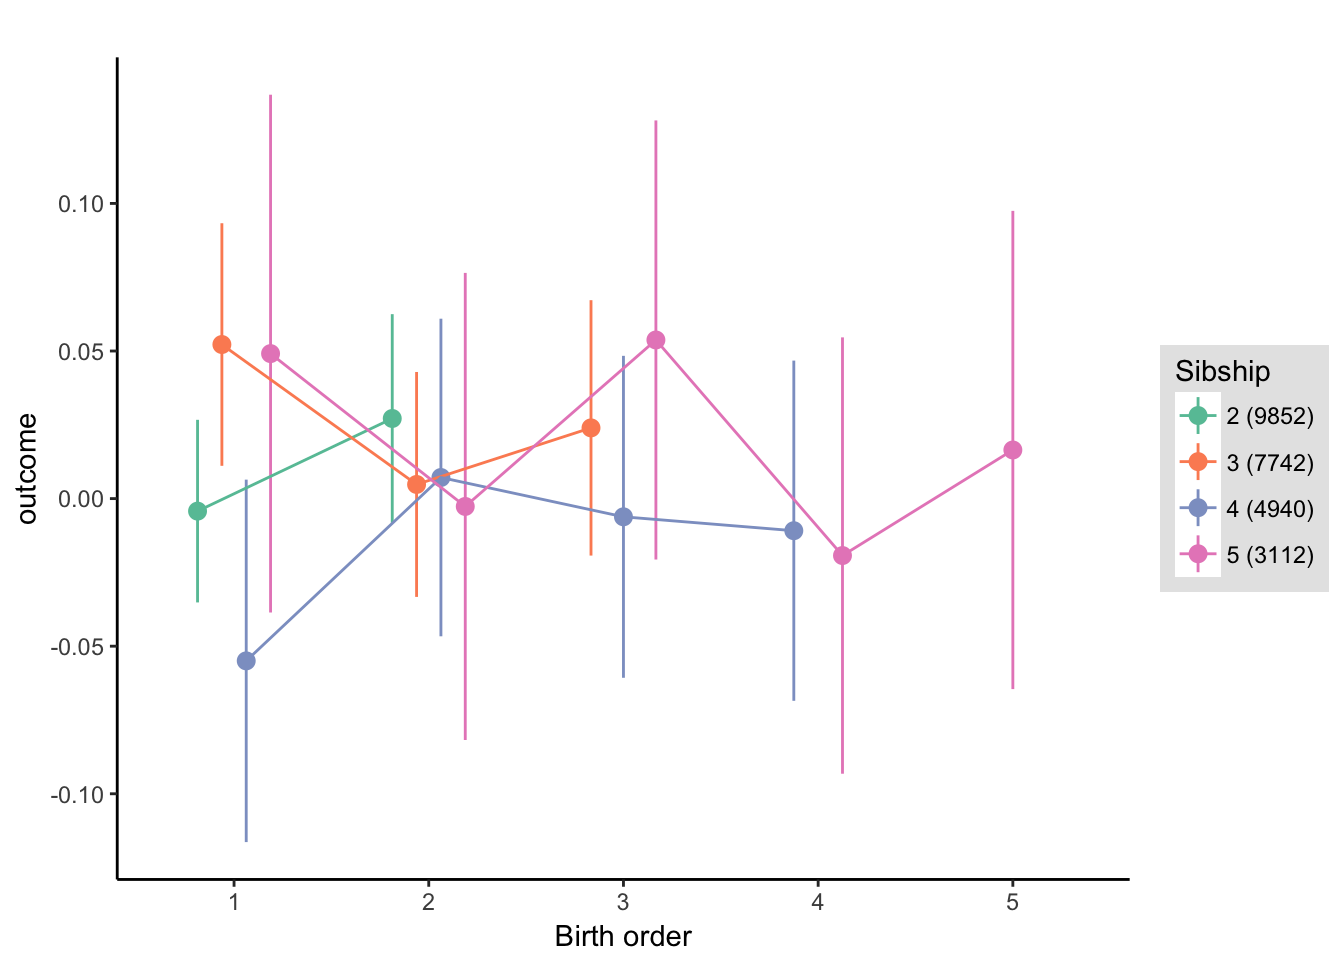 0.10
0.05
0.00
-0.05
-0.10
outcome
1 2 3 4 5
Birth order
Sibship
2 (9852)
3 (7742)
4 (4940)
5 (3112)